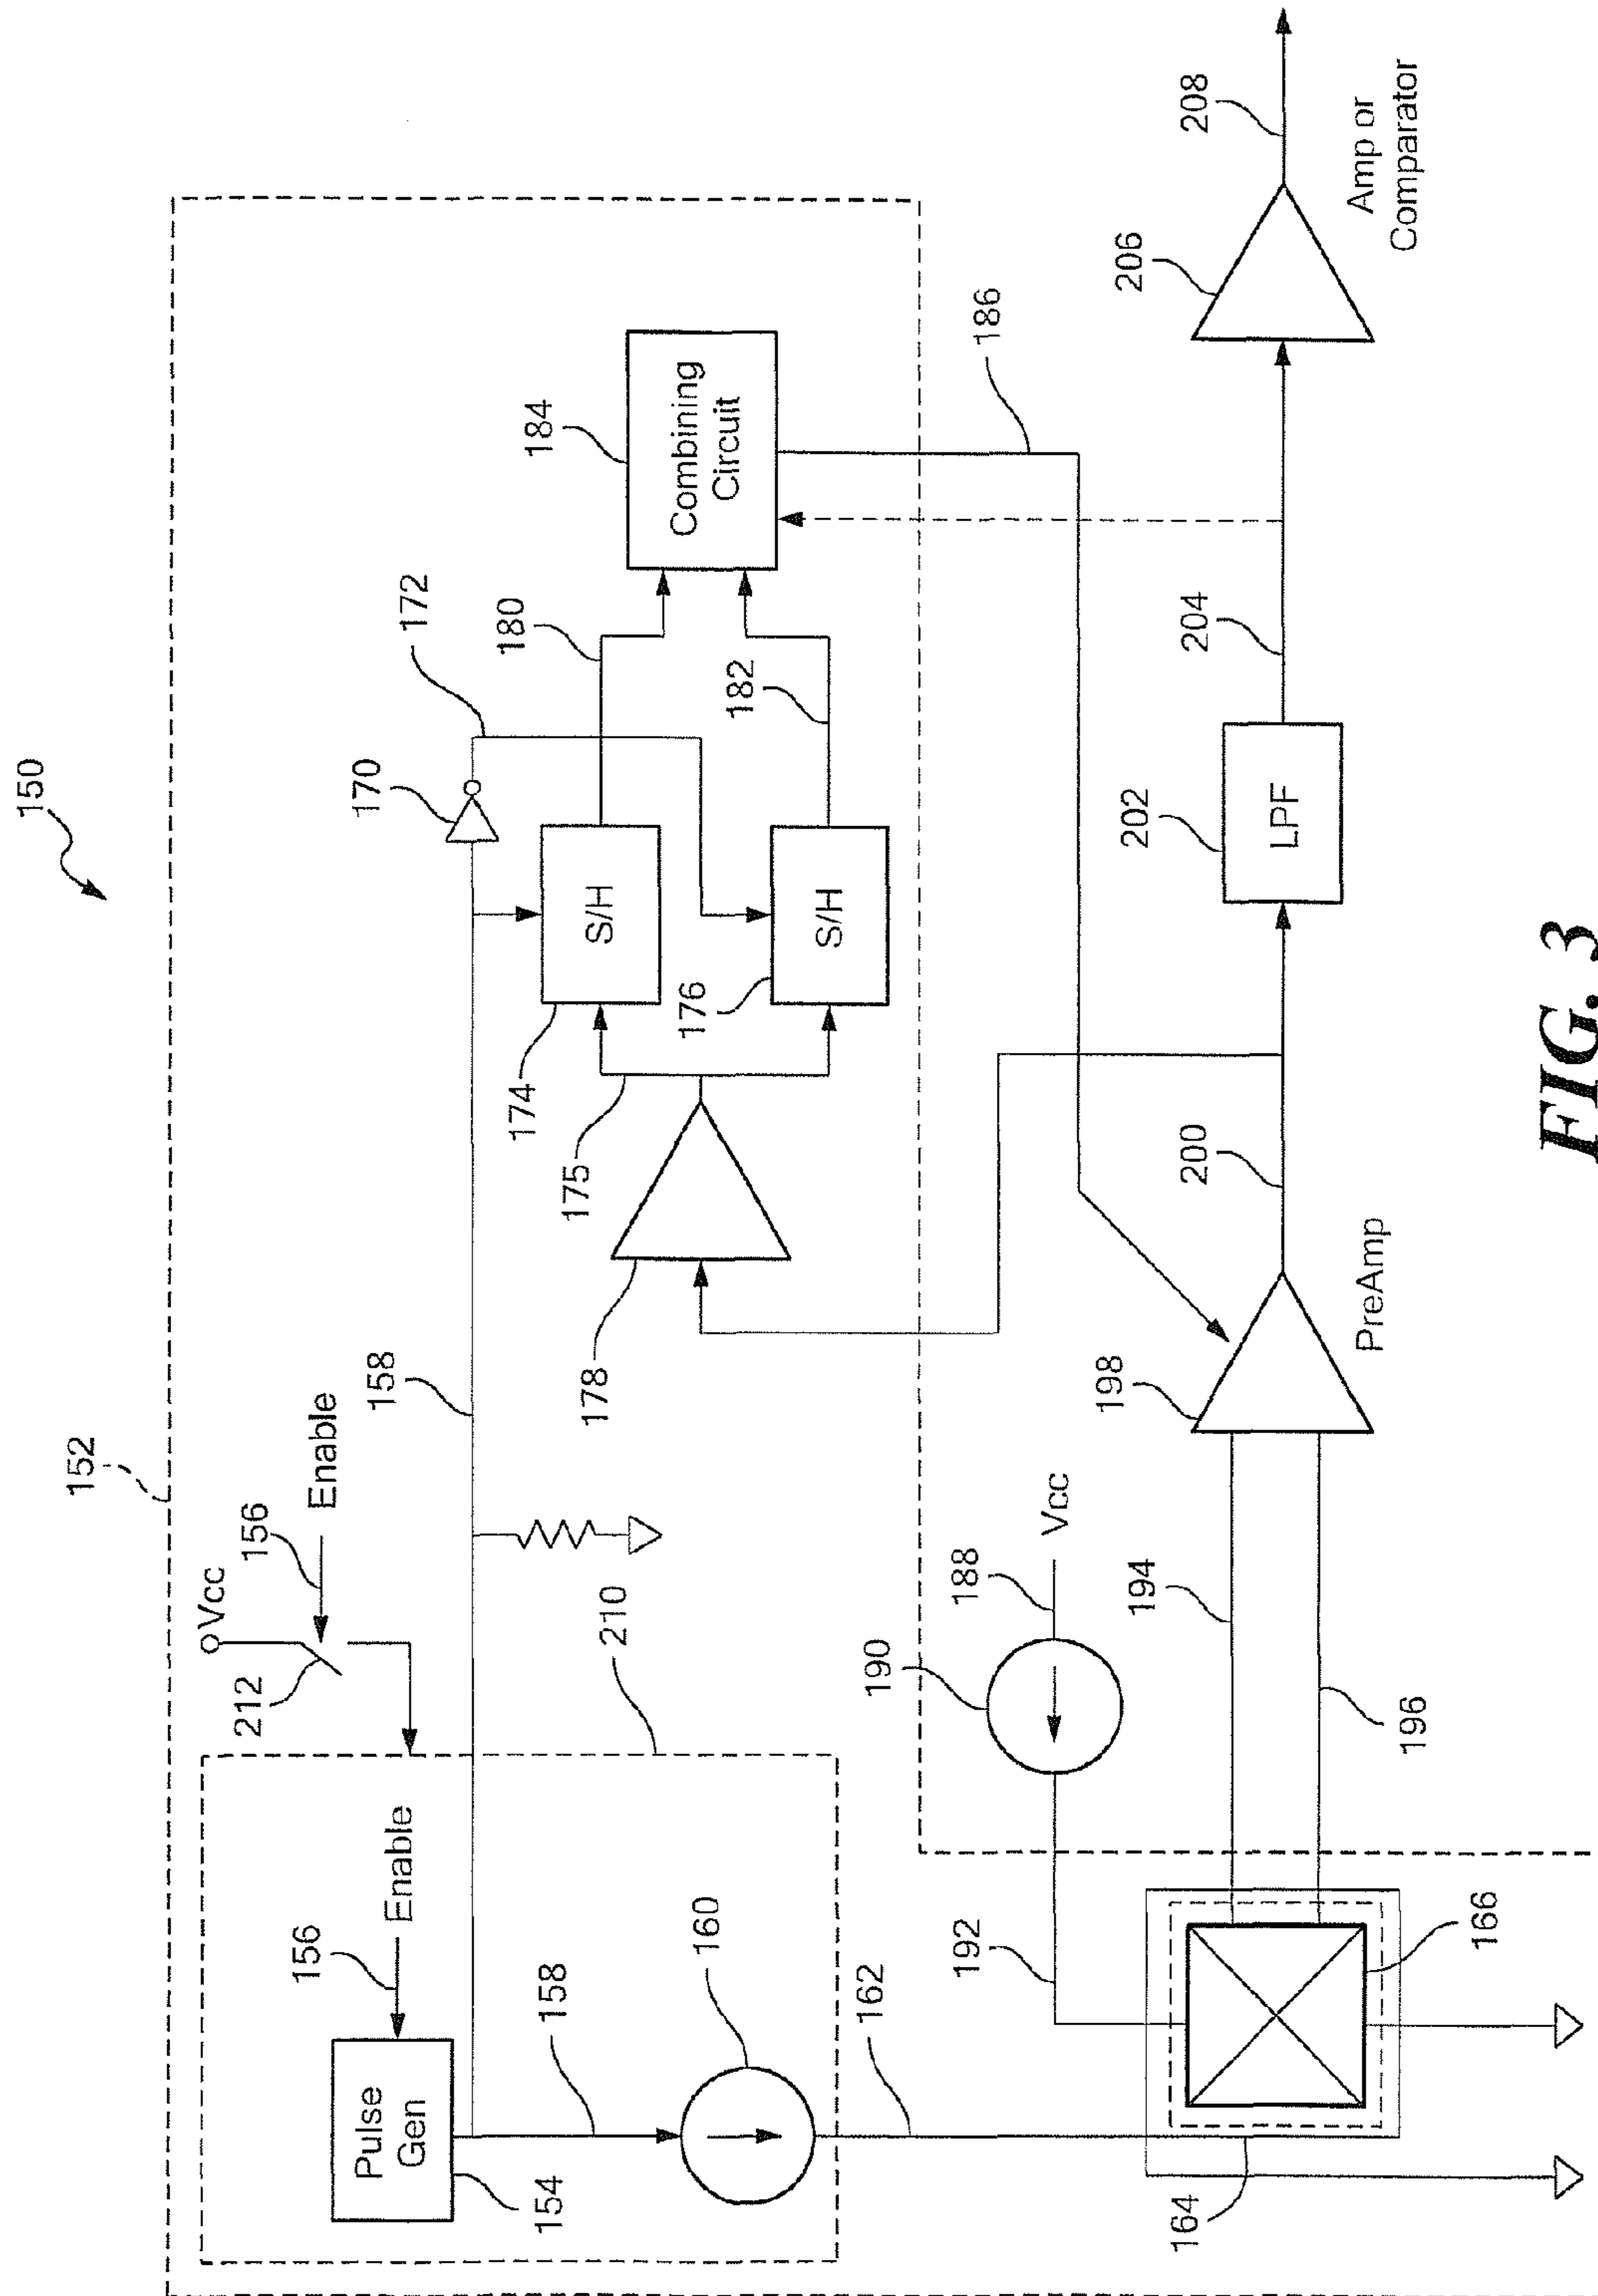 150
152
Vcc
212
156
Enable
156
Enable
Pulse
Gen
154
158
158
160
210
162
164
166
170
172
174
S/H
175
176
S/H
178
180
182
184
Combining
Circuit
186
188
Vcc
190
192
194
196
198
PreAmp
200
202
LPF
204
206
208
Amp or
Comparator
FIG. 3